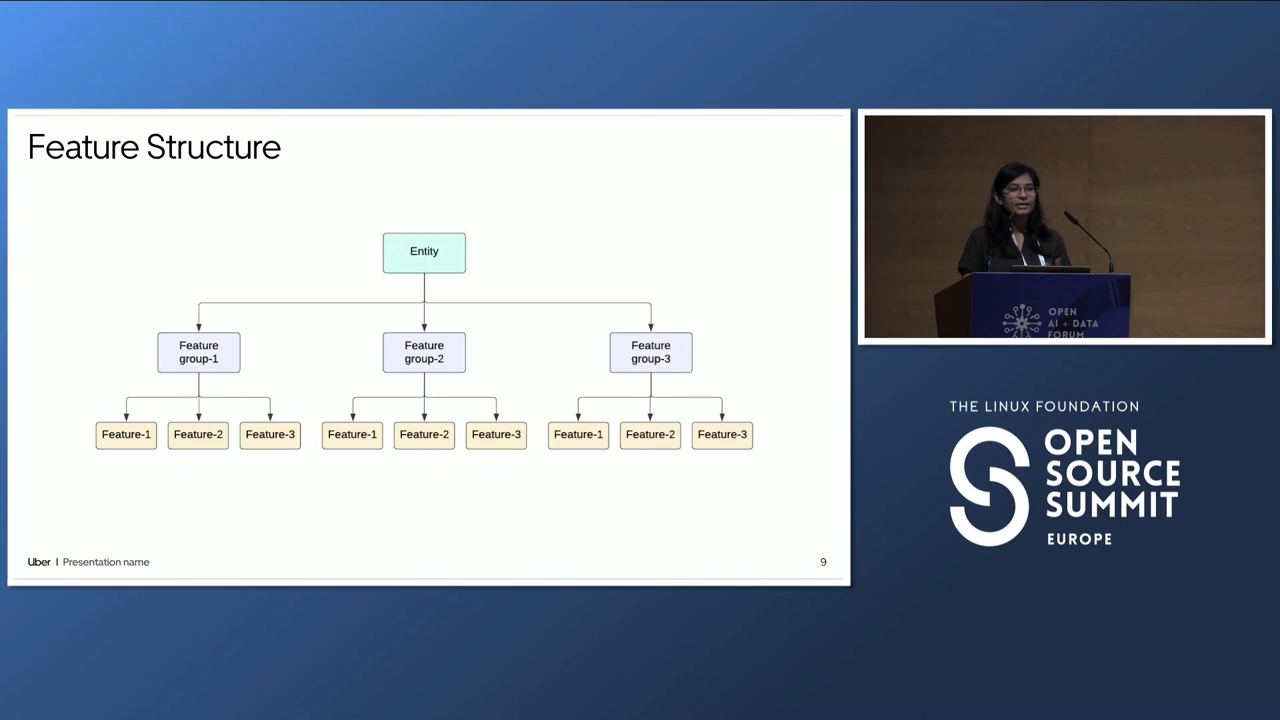 Feature Structure
Entity
Feature
group-1
Feature
group-2
Feature
group-3
Feature-1
Feature-2
Feature-3
Feature-1
Feature-2
Feature-3
Feature-1
Feature-2
Feature-3
Uber | Presentation name
9
OPEN
AI + DATA
FORUM
THE LINUX FOUNDATION
OPEN
SOURCE
SUMMIT
EUROPE